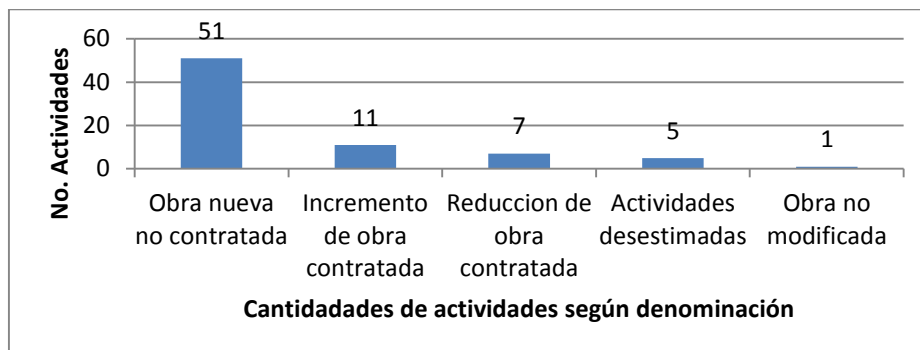 No. Actividades
60
40
20
0
51
11
7
5
1
Obra nueva
no contratada
Incremento
de obra
contratada
Reduccion de
obra
contratada
Actividades
desestimadas
Obra no
modificada
Cantidadades de actividades según denominación